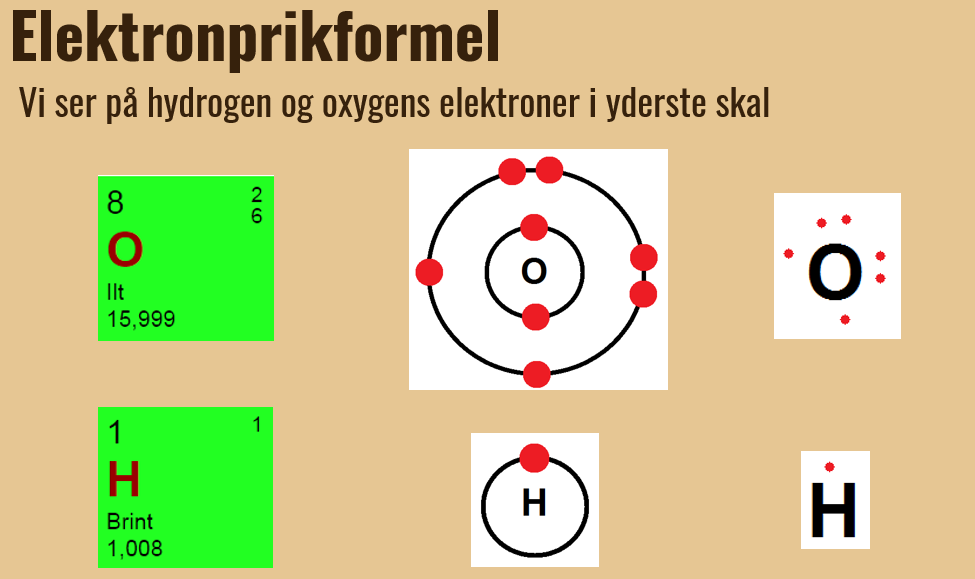 Elektronprikformel
Vi ser på hydrogen og oxygens elektroner i yderste skal
8
2
6
O
Ilt
15,999
O
O
1
1
H
Brint
1,008
H
H